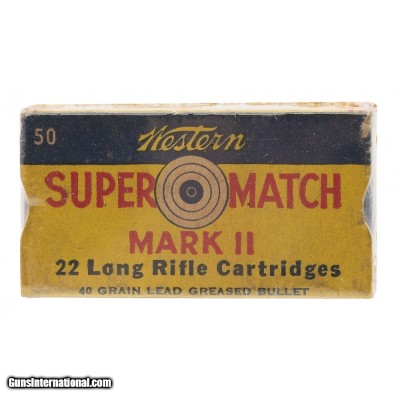 50 Western
SUPER MATCH
MARK II
22 Long Rifle Cartridges
40 GRAIN LEAD GREASED BULLET
GunsInternational.com